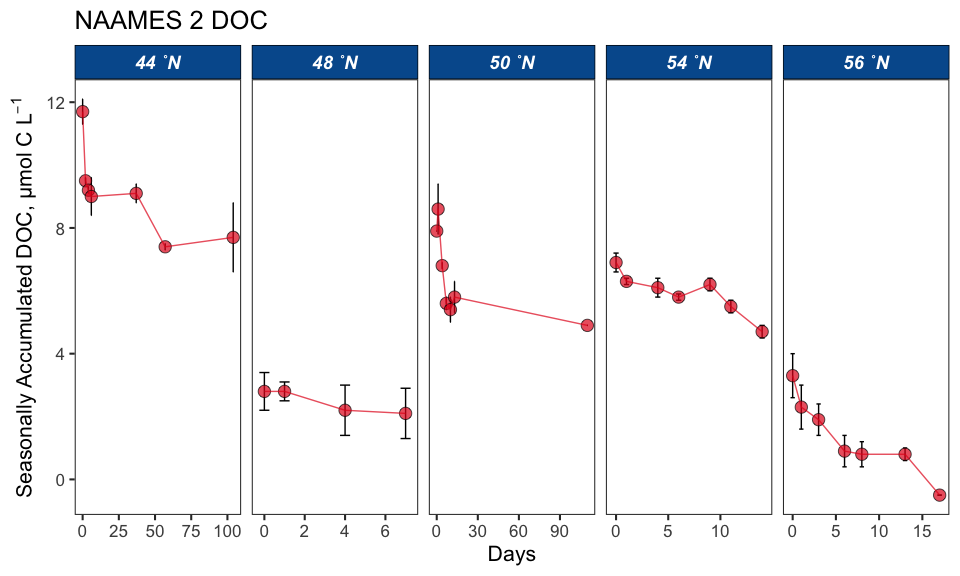 NAAMES 2 DOC
44 °N 48 °N 50 °N 54 °N 56 °N
Seasonally Accumulated DOC, μmol C L⁻¹
12
8
4
0
0 25 50 75 100 0 2 4 6 0 30 60 90 0 5 10 0 5 10 15
Days